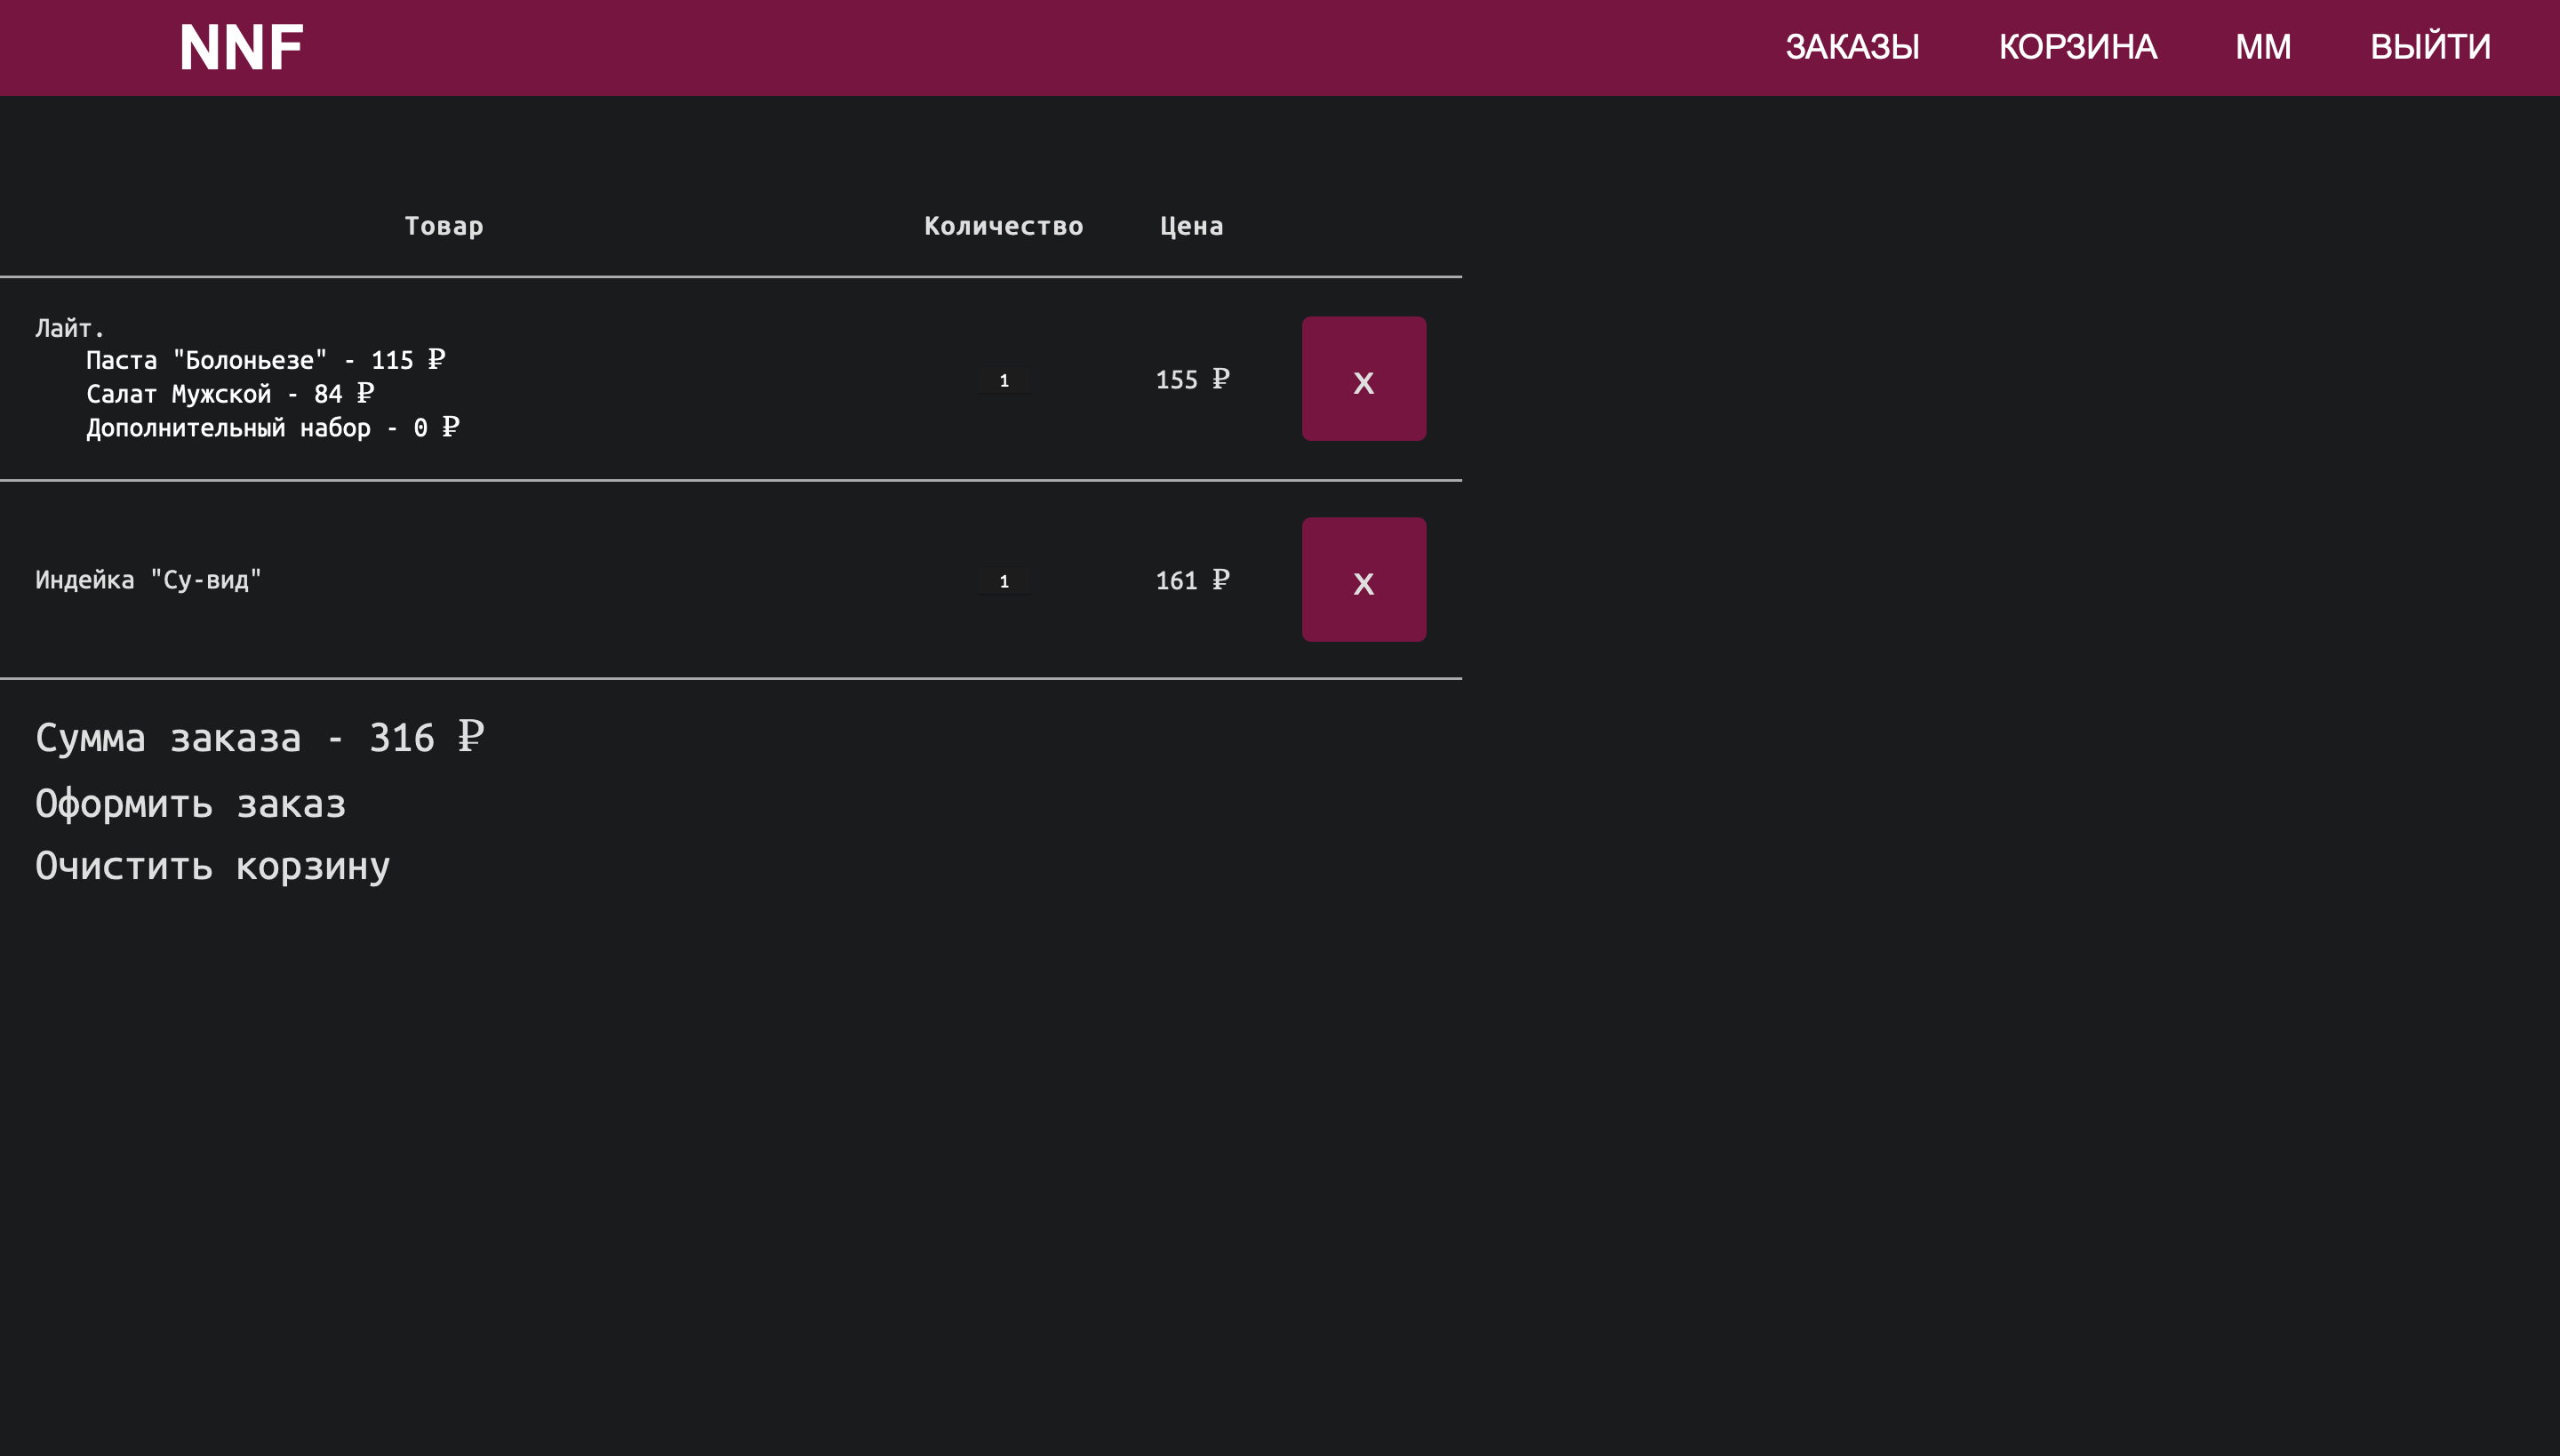 NNF ЗАКАЗЫ КОРЗИНА ММ ВЫЙТИ
Товар Количество Цена
Лайт.
Паста "Болоньезе" - 115 ₽
Салат Мужской - 84 ₽
Дополнительный набор - 0 ₽
1 155 ₽ X
Индейка "Су-вид" 1 161 ₽ X
Сумма заказа - 316 ₽
Оформить заказ
Очистить корзину